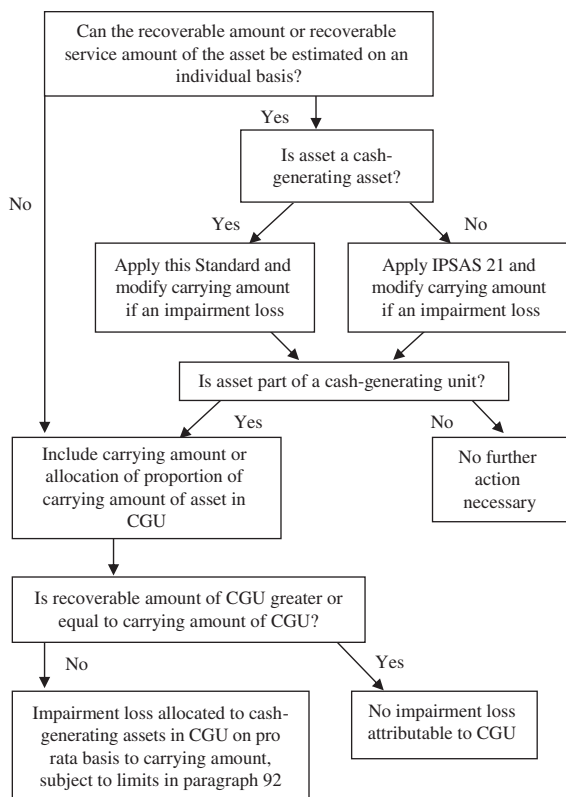 Can the recoverable amount or recoverable
service amount of the asset be estimated on an
individual basis?
Yes
Is asset a cash-
generating asset?
No
Yes
No
Apply this Standard and
modify carrying amount
if an impairment loss
Apply IPSAS 21 and
modify carrying amount
if an impairment loss
Is asset part of a cash-generating unit?
Yes
No
Include carrying amount or
allocation of proportion of
carrying amount of asset in
CGU
No further
action
necessary
Is recoverable amount of CGU greater or
equal to carrying amount of CGU?
No
Yes
Impairment loss allocated to cash-
generating assets in CGU on pro
rata basis to carrying amount,
subject to limits in paragraph 92
No impairment loss
attributable to CGU